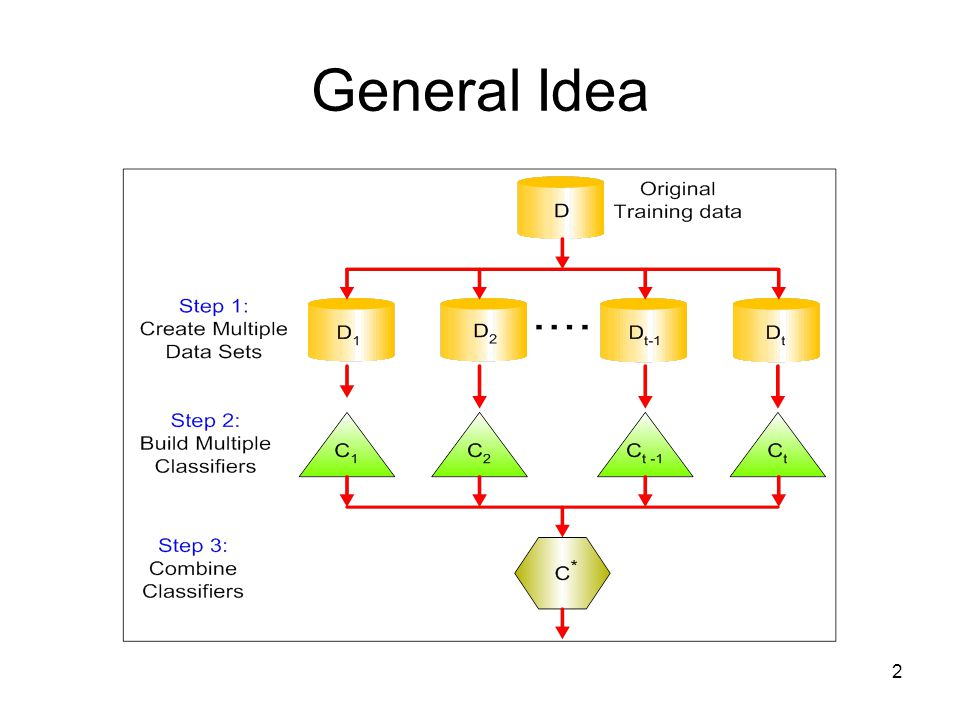 General Idea
D
Original
Training data
Step 1:
Create Multiple
Data Sets
D1
D2
....
Dt-1
Dt
Step 2:
Build Multiple
Classifiers
C1
C2
Ct -1
Ct
Step 3:
Combine
Classifiers
C*
2